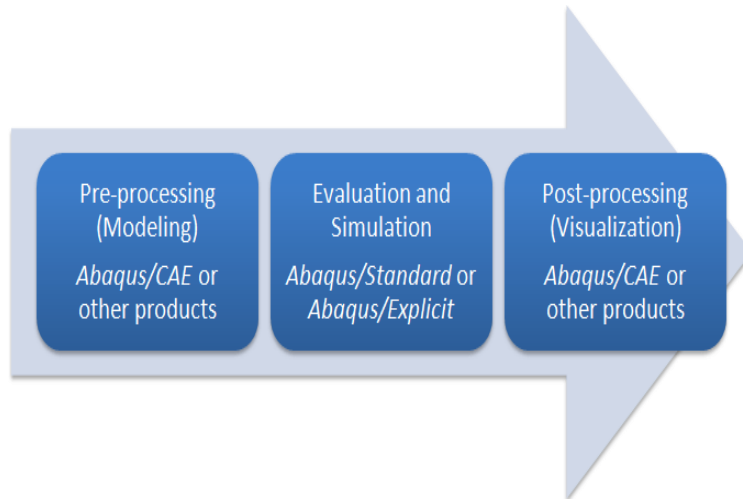 Pre-processing
(Modeling)
Abaqus/CAE or
other products
Evaluation and
Simulation
Abaqus/Standard or
Abaqus/Explicit
Post-processing
(Visualization)
Abaqus/CAE or
other products